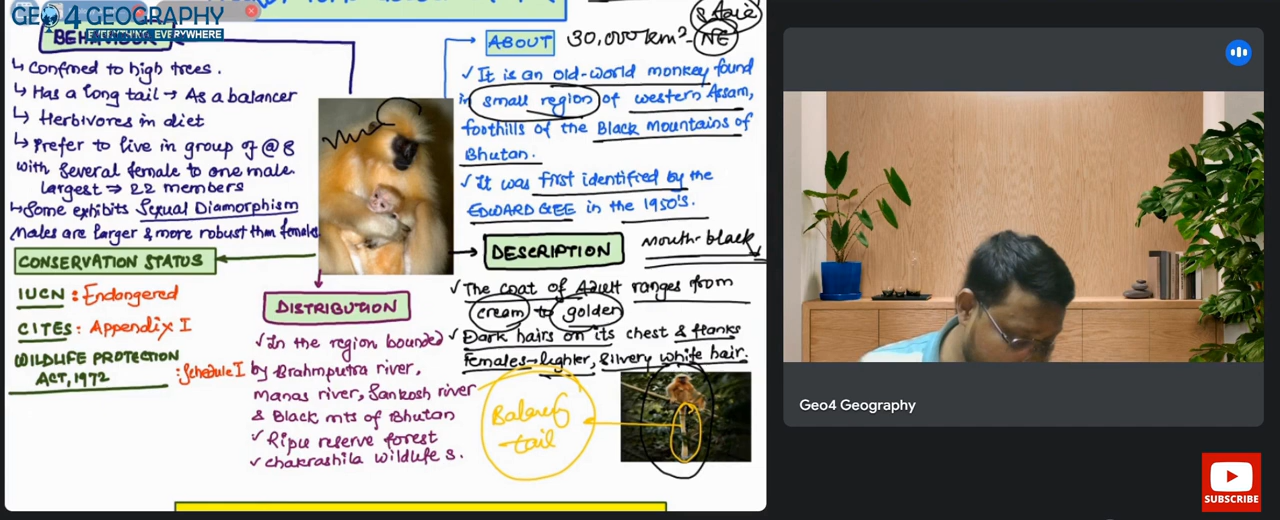 GEO4 GEOGRAPHY
EVERYTHING, EVERYWHERE
BEHAVIOUR
↳ Confined to high trees.
↳ Has a long tail → As a balancer
↳ Herbivores in diet
↳ Prefer to live in group of @ 8
with several female to one male.
largest → 22 members
↳ Some exhibits Sexual Diamorphism
Males are larger & more robust than females
CONSERVATION STATUS
IUCN : Endangered
CITES : Appendix I
WILDLIFE PROTECTION
ACT, 1972 : Schedule I
DISTRIBUTION
✓ In the region bounded
by Brahmputra river,
manas river, Sankosh river
& Black mts of Bhutan
✓ Ripu reserve forest
✓ chakrashila wildlife S.
ABOUT 30,000 km² - NE
✓ It is an old-world monkey found
in small region of western Assam,
foothills of the Black Mountains of
Bhutan.
✓ It was first identified by the
EDWARD GEE in the 1950's.
DESCRIPTION
mouth-black
✓ The coat of Adult ranges from
cream to golden
✓ Dark hairs on its chest & flanks
Females → lighter, silvery white hair.
tail
Geo4 Geography
SUBSCRIBE